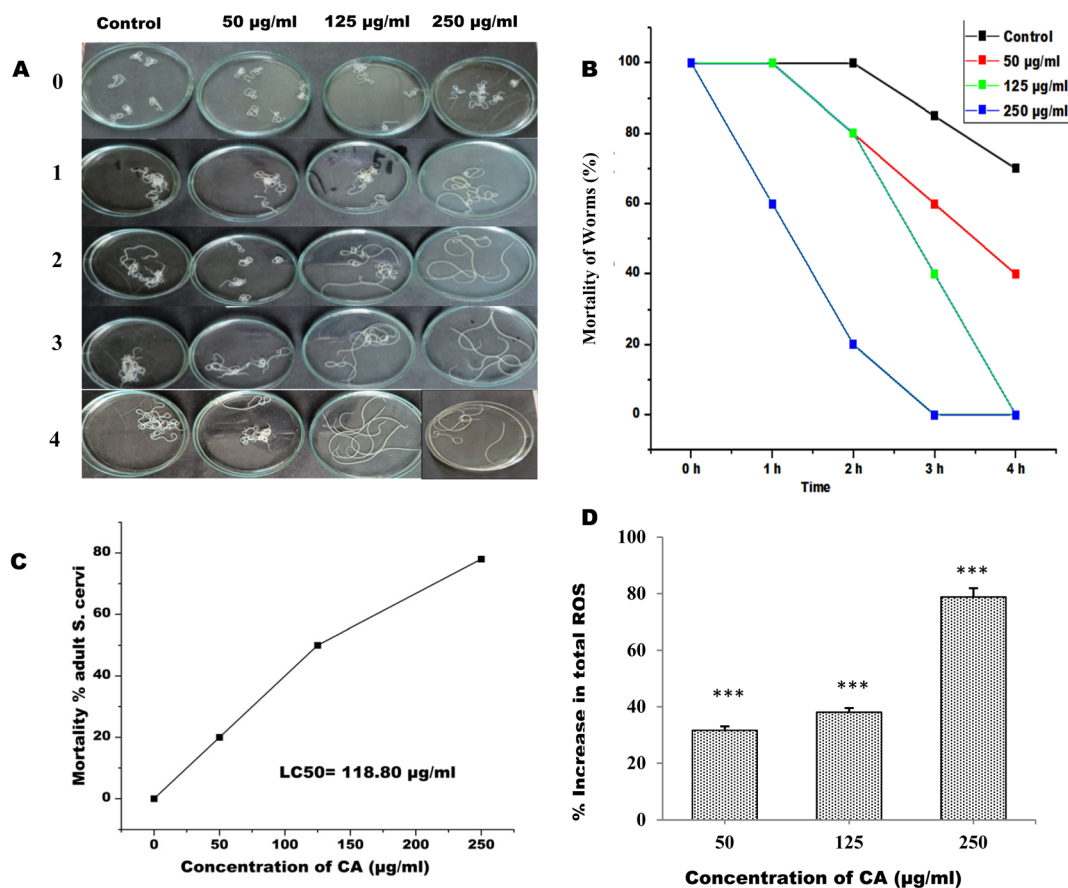 Control 50 µg/ml 125 µg/ml 250 µg/ml
A
0
1
2
3
4
B
Control
50 µg/ml
125 µg/ml
250 µg/ml
Mortality of Worms (%)
100
80
60
40
20
0
0 h 1 h 2 h 3 h 4 h
Time
C
Mortality % adult S. cervi
80
60
40
20
0
LC50= 118.80 µg/ml
0 50 100 150 200 250
Concentration of CA (µg/ml)
D
% Increase in total ROS
100
80
60
40
20
0
*** *** ***
50 125 250
Concentration of CA (µg/ml)